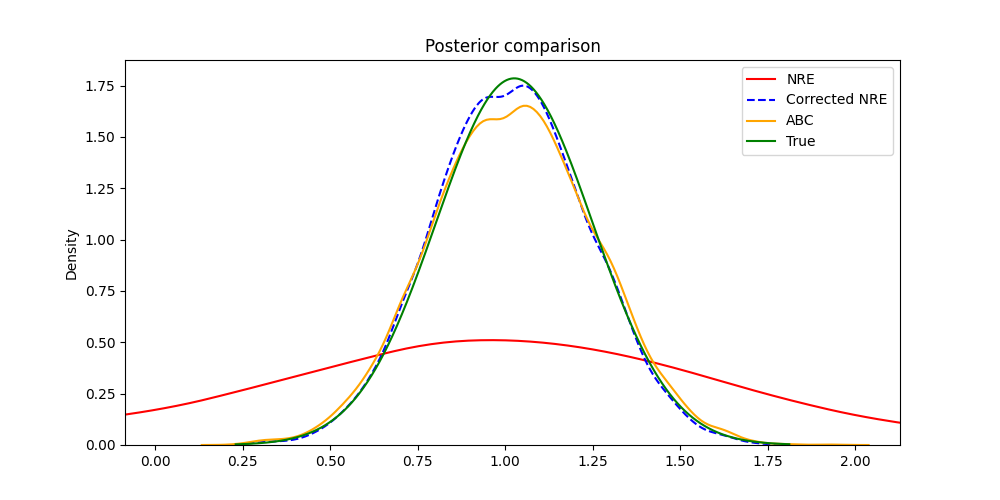 Posterior comparison
NRE
Corrected NRE
ABC
True
Density
1.75
1.50
1.25
1.00
0.75
0.50
0.25
0.00
0.00 0.25 0.50 0.75 1.00 1.25 1.50 1.75 2.00